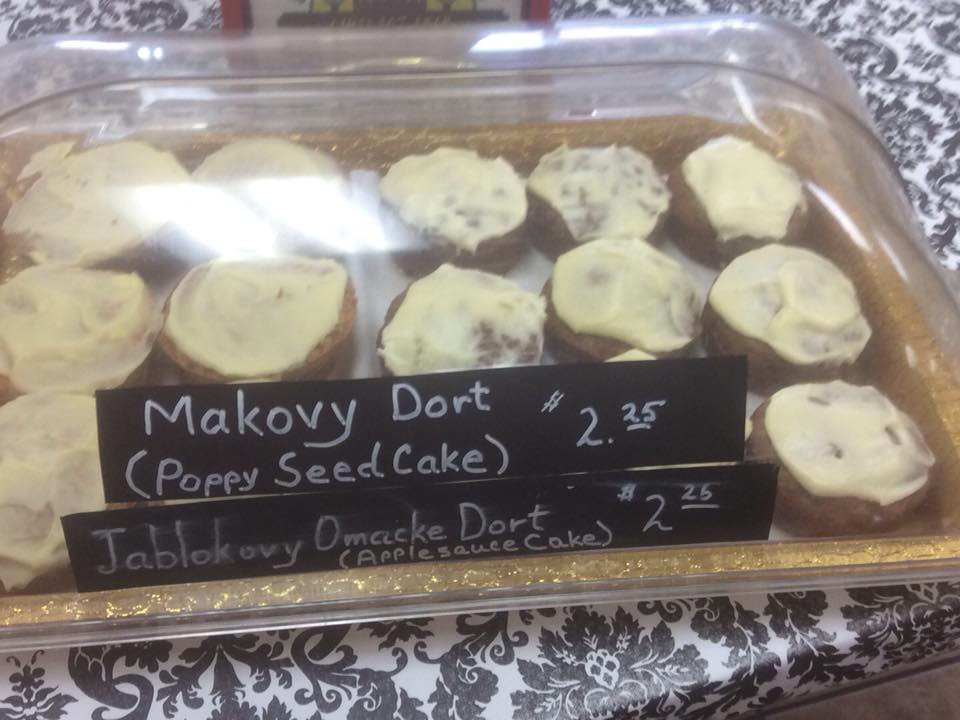 Makovy Dort $ 2.25
(Poppy Seed Cake)
Jablokovy Omacke Dort $ 2 25
(Applesauce Cake)